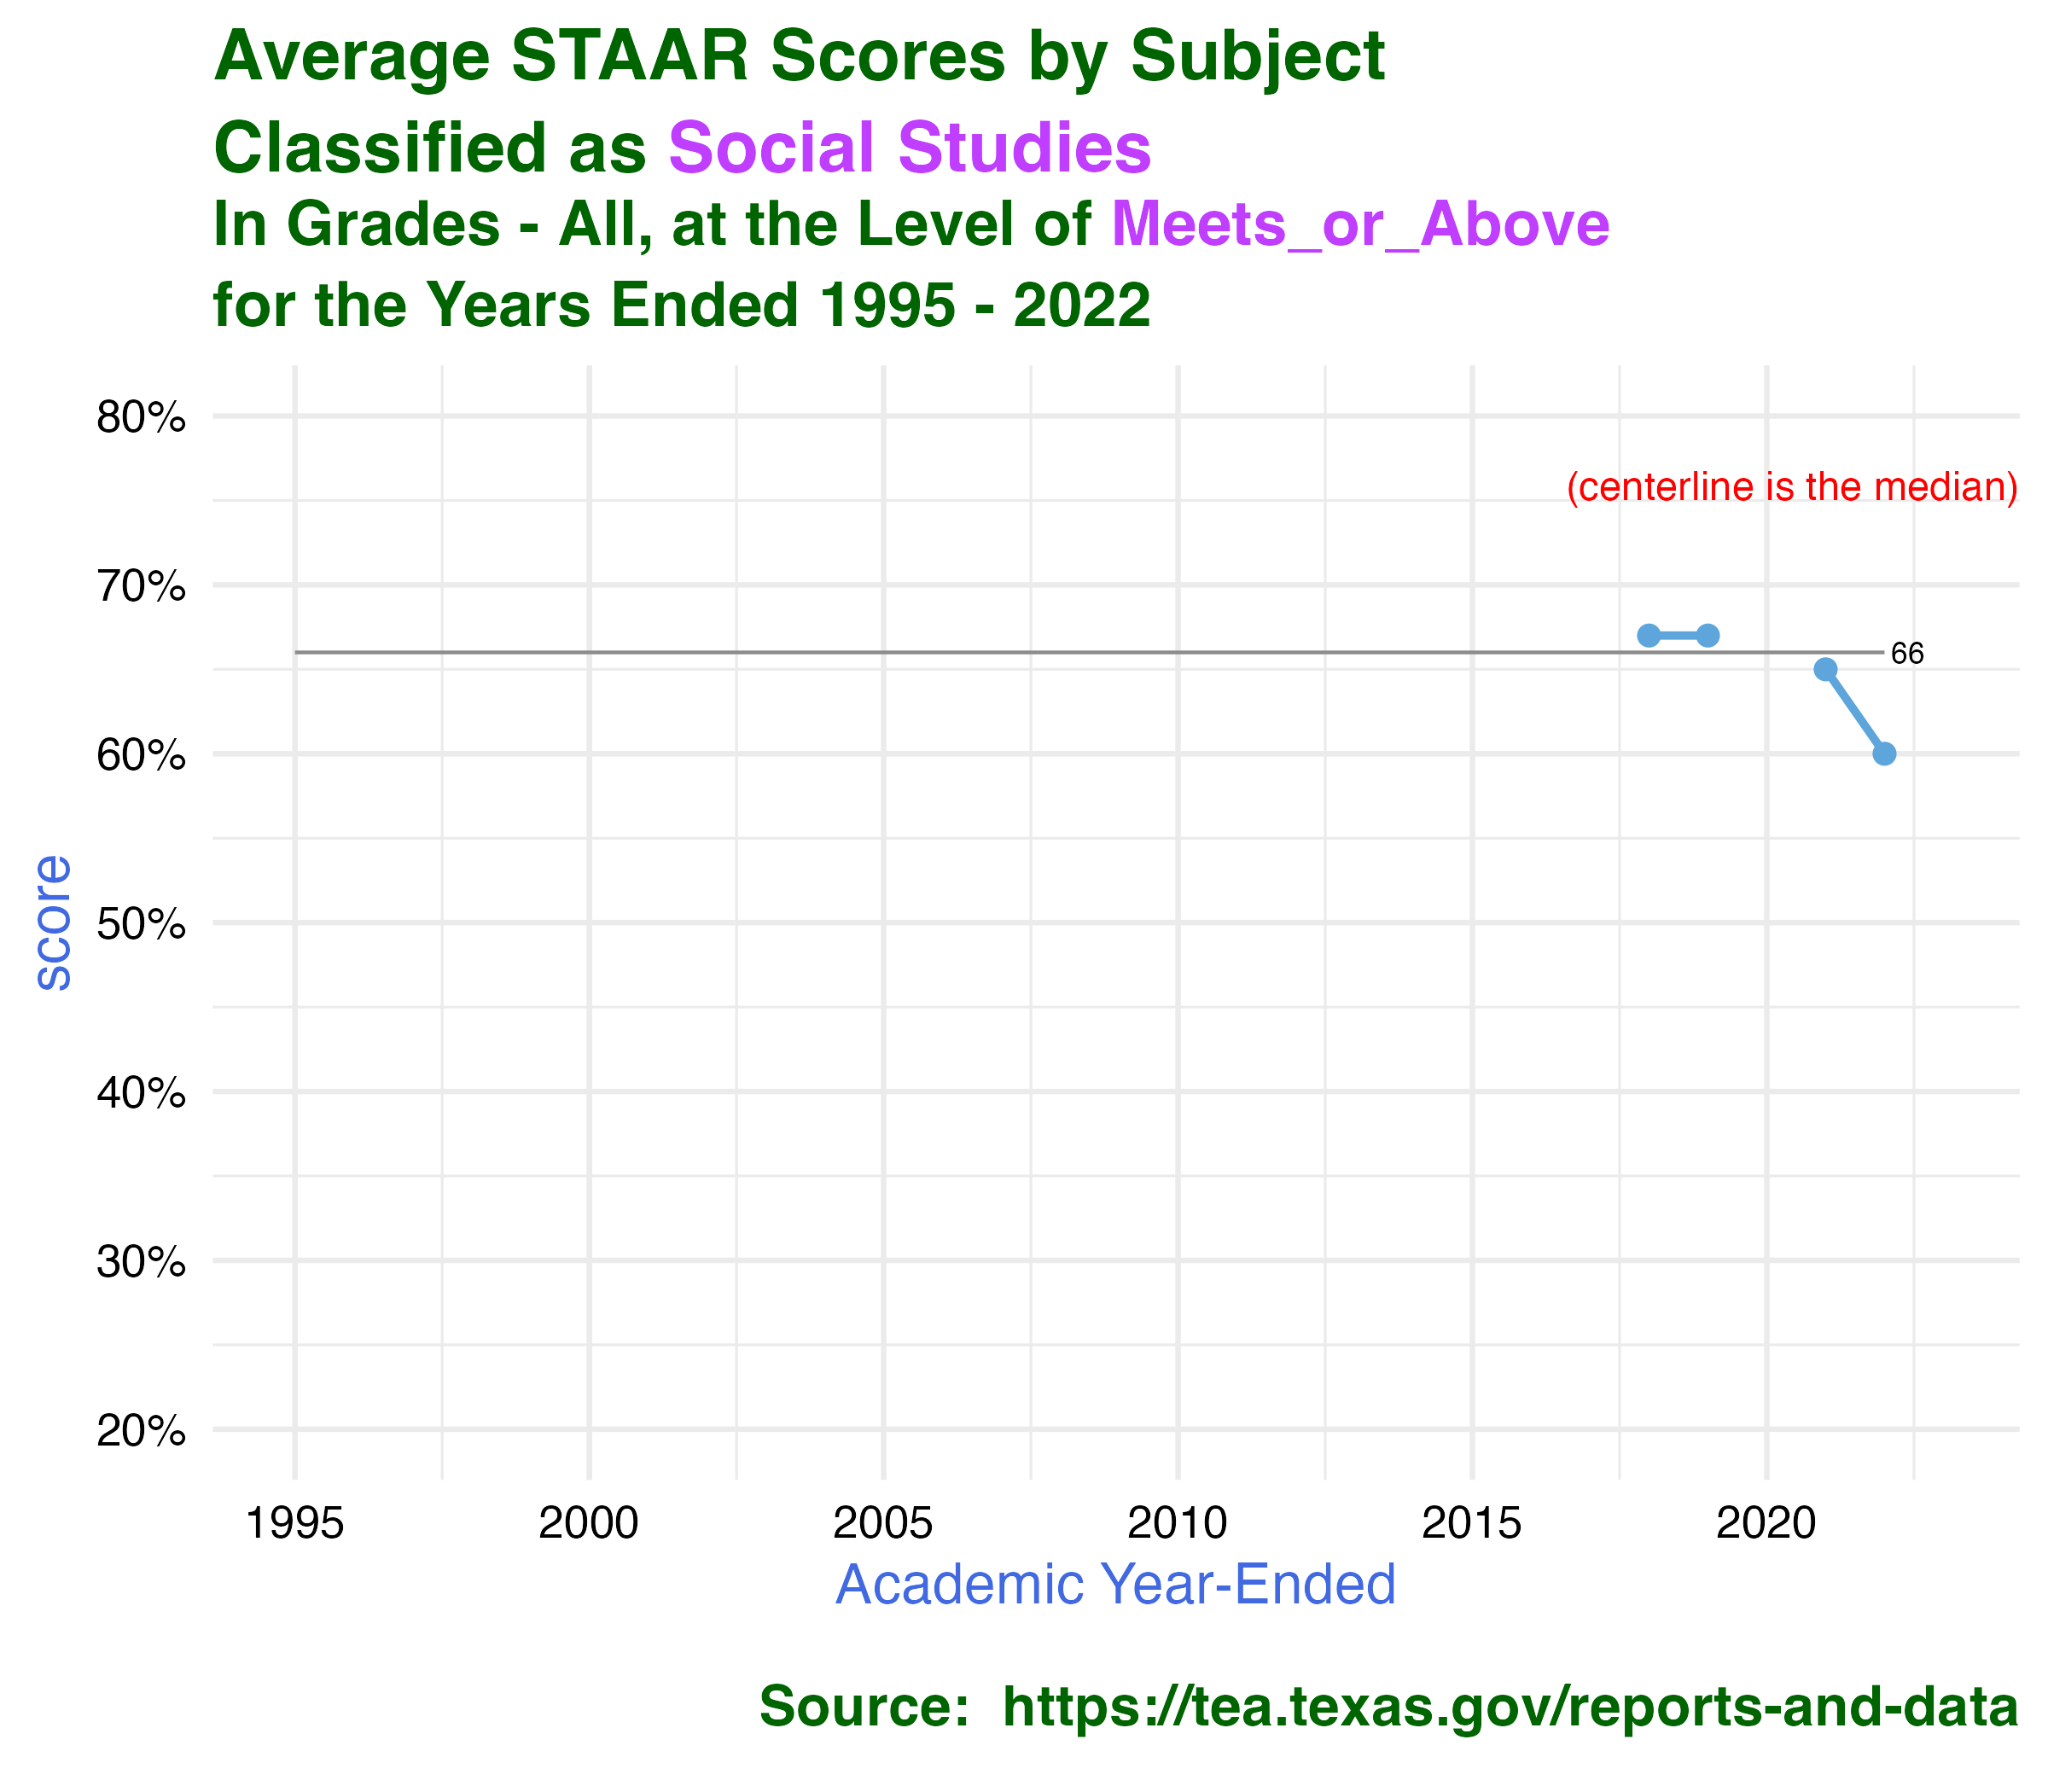 Average STAAR Scores by Subject
Classified as Social Studies
In Grades - All, at the Level of Meets_or_Above
for the Years Ended 1995 - 2022
80%
(centerline is the median)
70%
66
60%
score
50%
40%
30%
20%
1995 2000 2005 2010 2015 2020
Academic Year-Ended
Source:  https://tea.texas.gov/reports-and-data